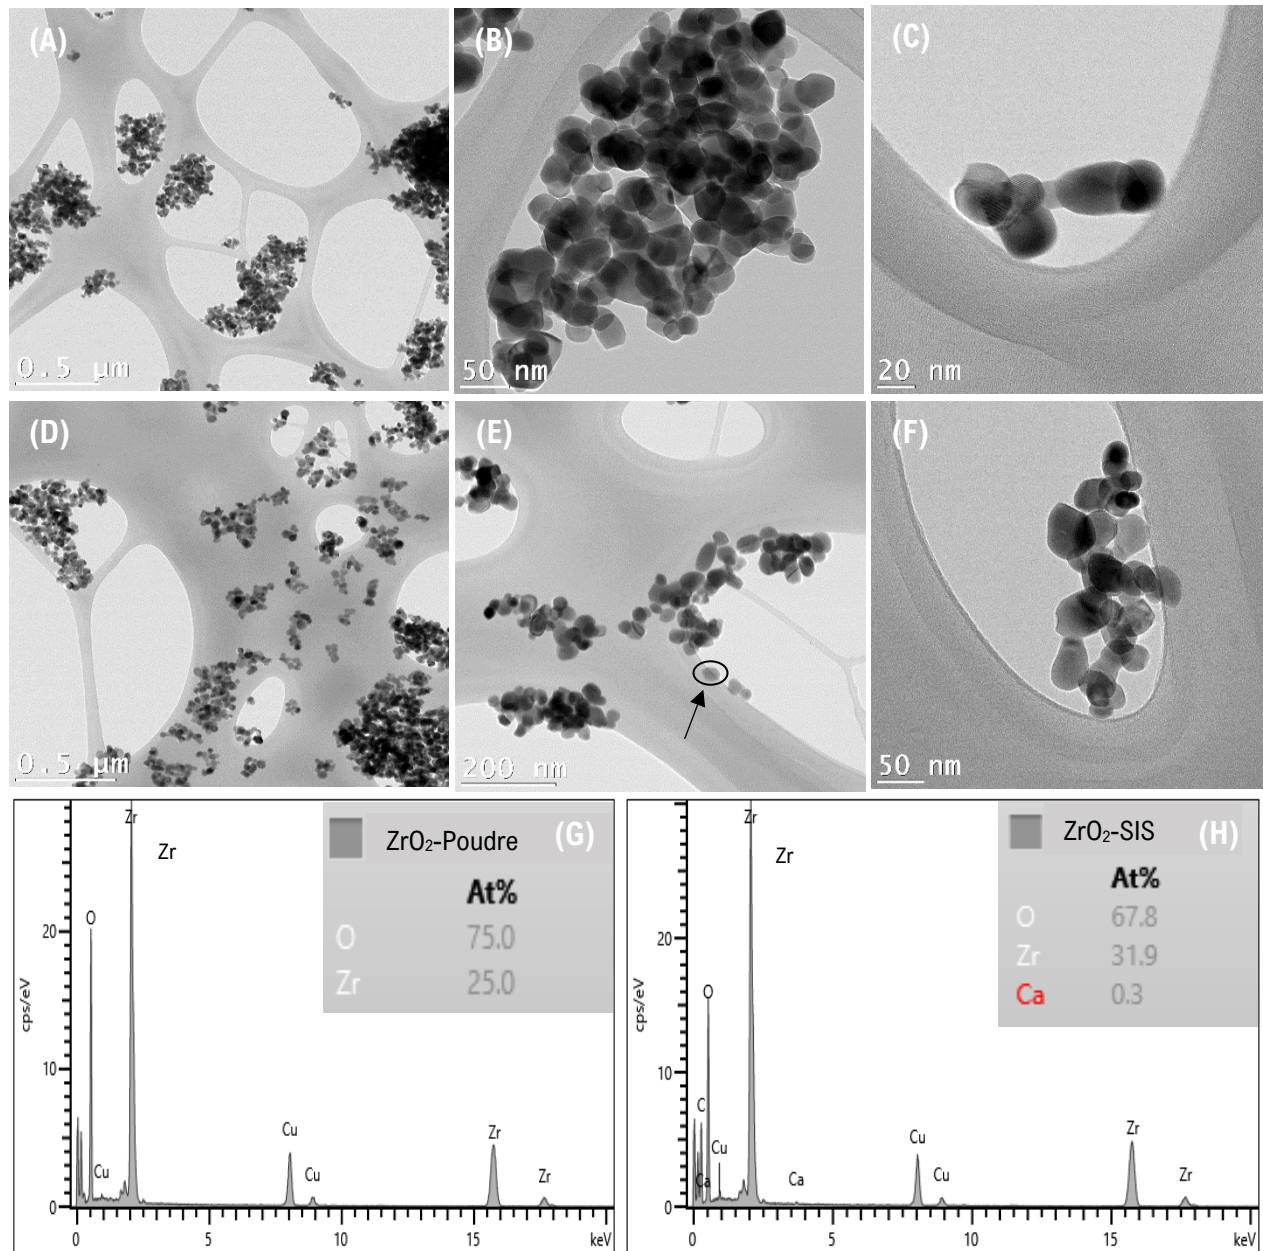 (A)
0.5 µm
(B)
50 nm
(C)
20 nm
(D)
0.5 µm
(E)
200 nm
(F)
50 nm
(G)
ZrO₂-Poudre
At%
O 75.0
Zr 25.0
Zr
Zr
O
Cu
Cu
Cu
Zr
Zr
cps/eV
20
10
0
0 5 10 15 keV
(H)
ZrO₂-SIS
At%
O 67.8
Zr 31.9
Ca 0.3
Zr
Zr
O
C
Cu
Ca
Ca
Cu
Cu
Zr
Zr
cps/eV
20
10
0
0 5 10 15 keV